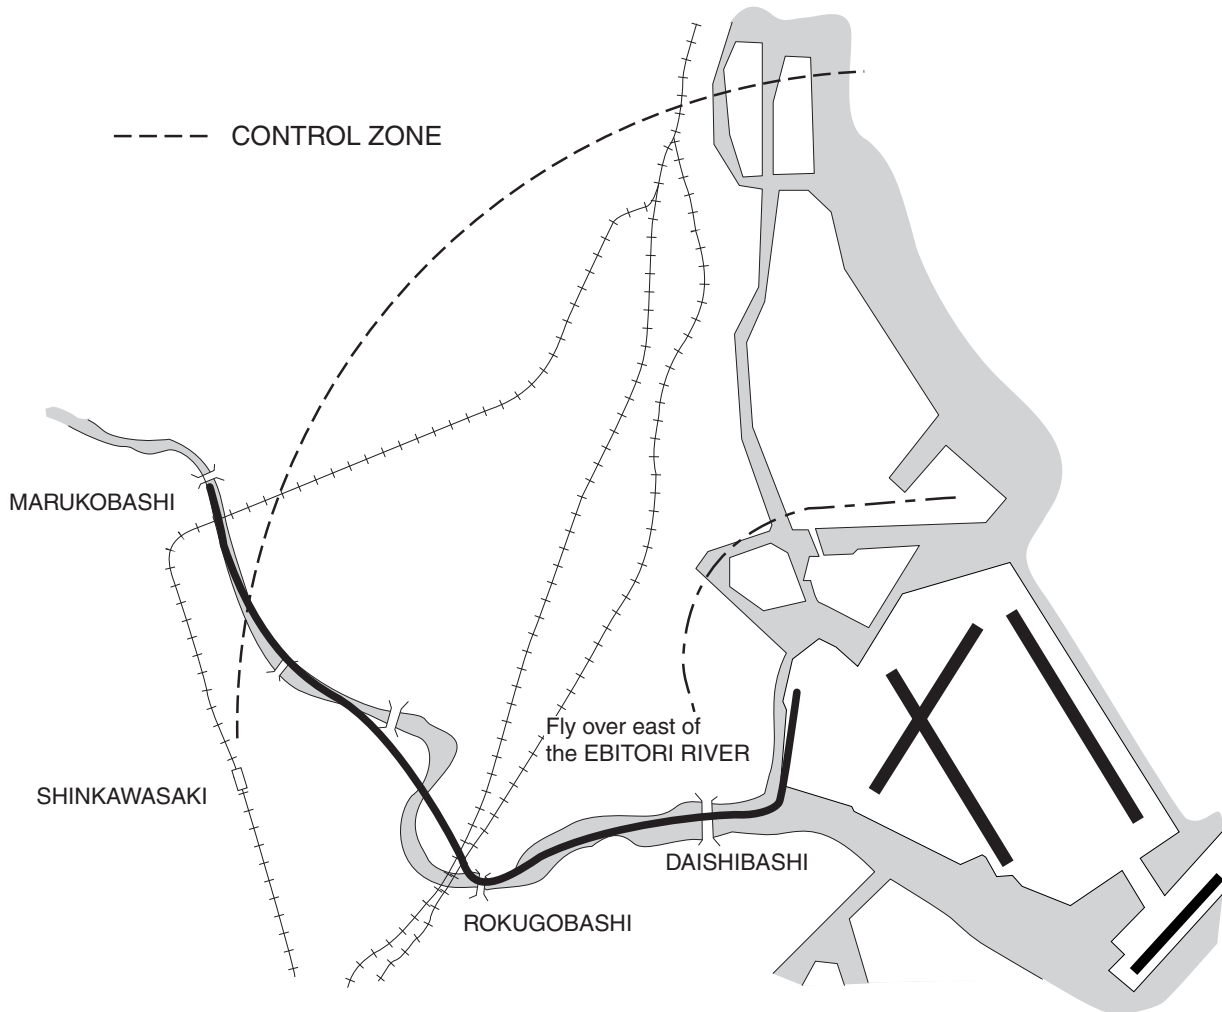 CONTROL ZONE
MARUKOBASHI
Fly over east of
the EBITORI RIVER
SHINKAWASAKI
DAISHIBASHI
ROKUGOBASHI